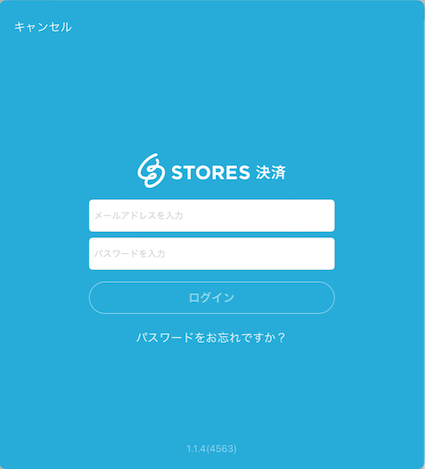 キャンセル
STORES 決済
メールアドレスを入力
パスワードを入力
ログイン
パスワードをお忘れですか？
1.1.4(4563)